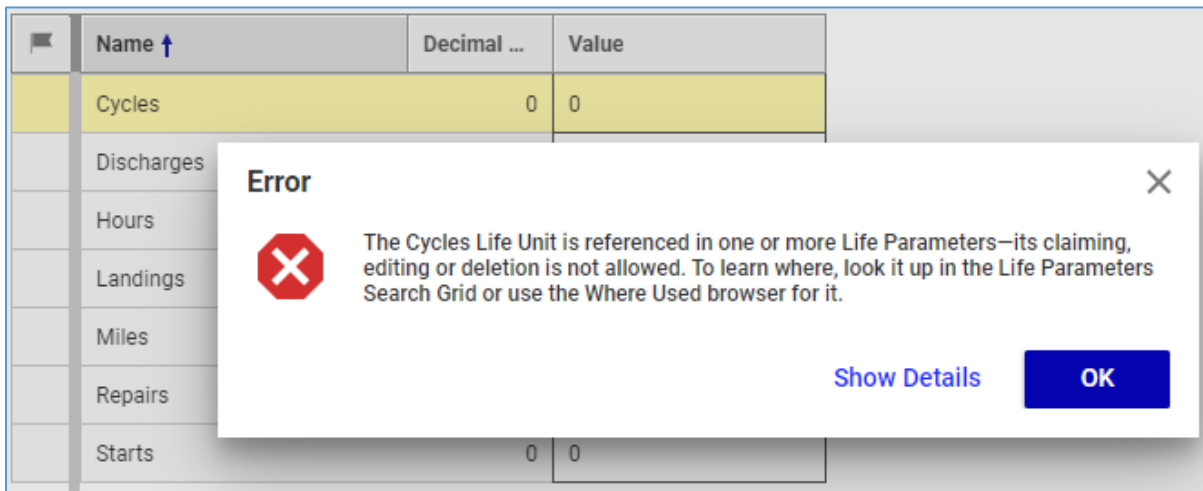 Name ↑ Decimal ... Value
Cycles 0 0
Discharges
Error
Hours
The Cycles Life Unit is referenced in one or more Life Parameters—its claiming,
editing or deletion is not allowed. To learn where, look it up in the Life Parameters
Search Grid or use the Where Used browser for it.
Landings
Miles
Repairs
Show Details OK
Starts 0 0